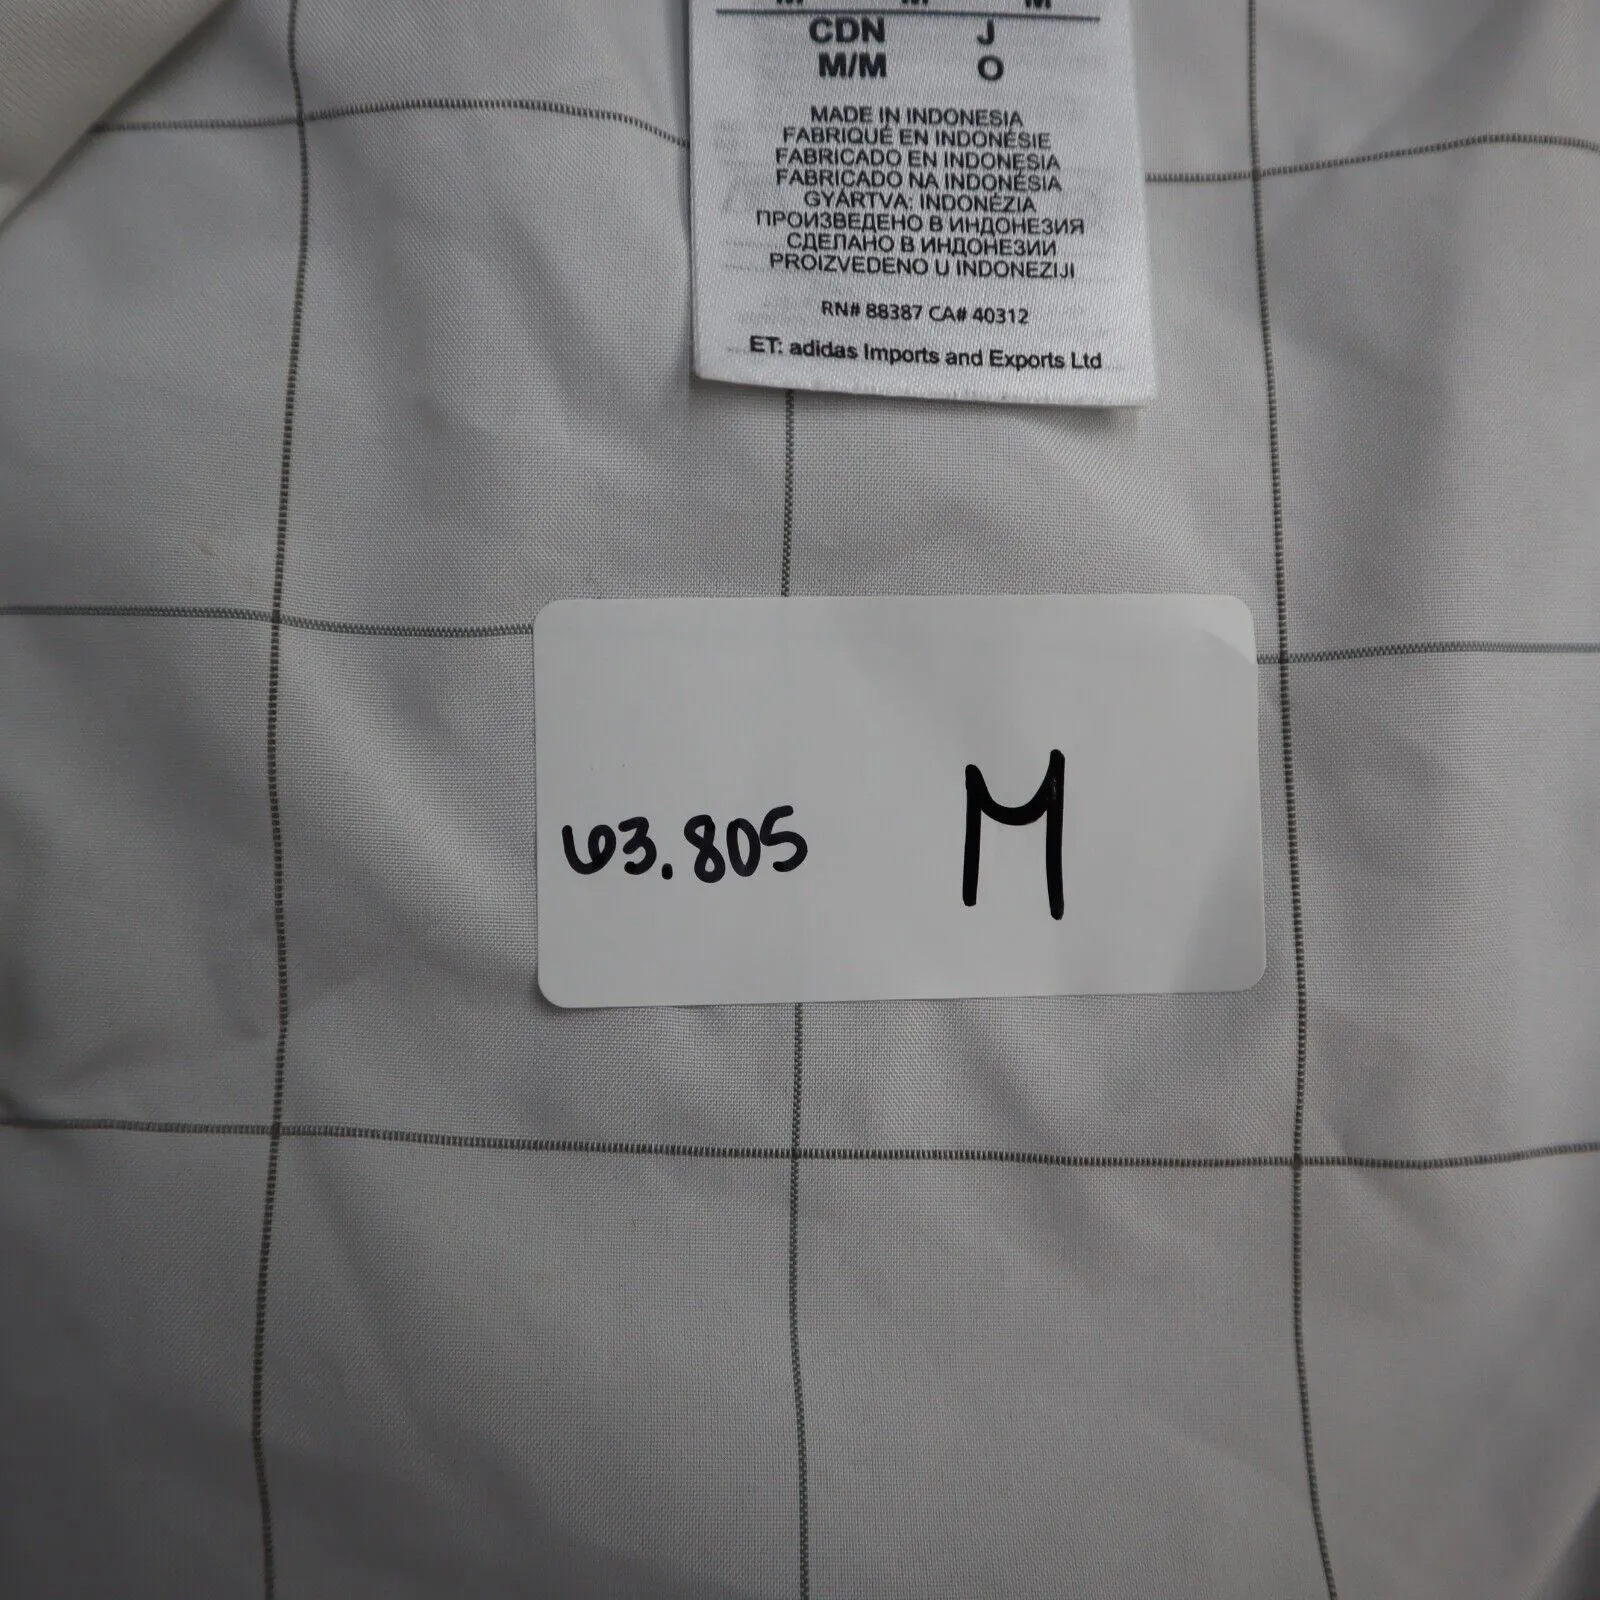 M M M
CDN J
M/M O
MADE IN INDONESIA
FABRIQUÉ EN INDONÉSIE
FABRICADO EN INDONESIA
FABRICADO NA INDONÉSIA
GYÁRTVA: INDONÉZIA
ПРОИЗВЕДЕНО В ИНДОНЕЗИЯ
СДЕЛАНО В ИНДОНЕЗИИ
PROIZVEDENO U INDONEZIJI
RN# 88387 CA# 40312
ET: adidas Imports and Exports Ltd
63.805 M